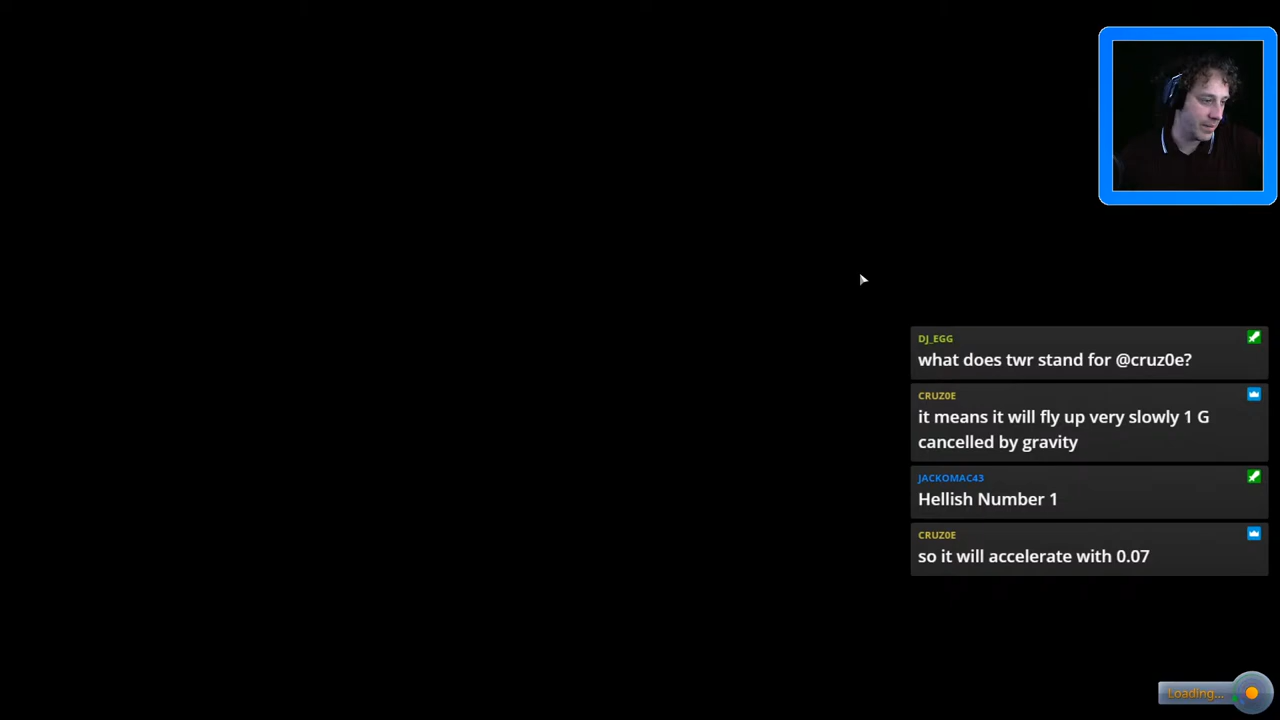 DJ_EGG
what does twr stand for @cruz0e?
CRUZ0E
it means it will fly up very slowly 1 G
cancelled by gravity
JACKOMAC43
Hellish Number 1
CRUZ0E
so it will accelerate with 0.07
Loading...